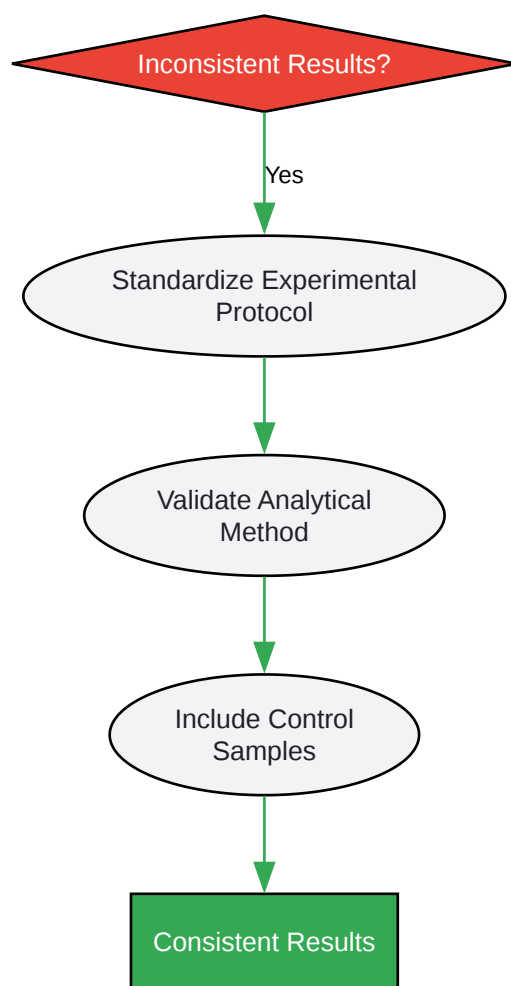 Inconsistent Results?
Yes
Standardize Experimental
Protocol
Validate Analytical
Method
Include Control
Samples
Consistent Results